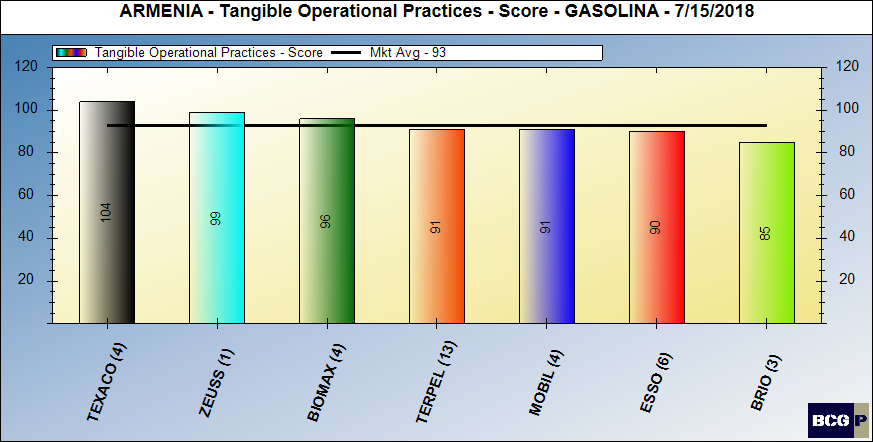 ARMENIA - Tangible Operational Practices - Score - GASOLINA - 7/15/2018
Tangible Operational Practices - Score
Mkt Avg - 93
120
100
80
60
40
20
120
100
80
60
40
20
104
99
96
91
91
90
85
TEXACO (4)
ZEUSS (1)
BIOMAX (4)
TERPEL (13)
MOBIL (4)
ESSO (6)
BRIO (3)
BCG P